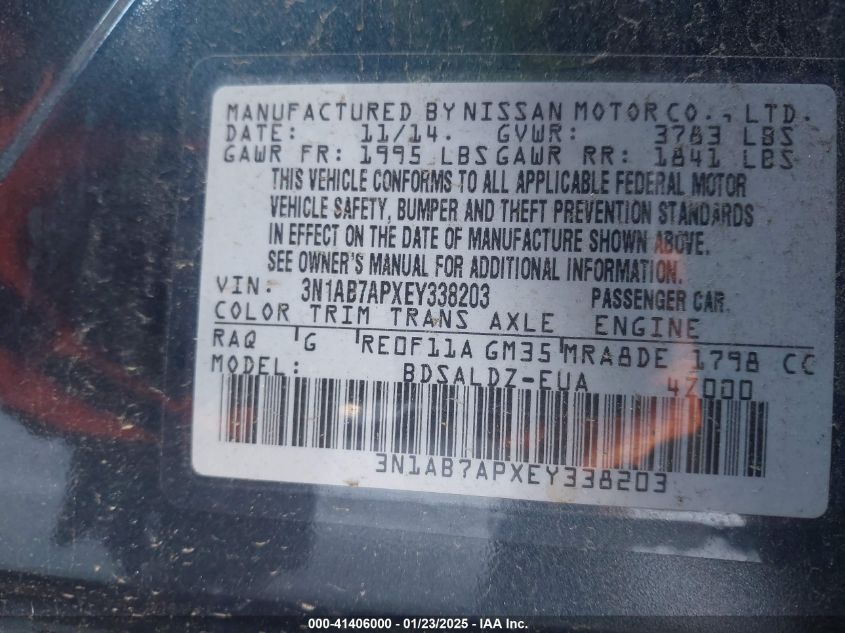 MANUFACTURED BY NISSAN MOTOR CO., LTD.
DATE: 11/14. GVWR: 3783 LBS
GAWR FR: 1995 LBS GAWR RR: 1841 LBS
THIS VEHICLE CONFORMS TO ALL APPLICABLE FEDERAL MOTOR
VEHICLE SAFETY, BUMPER AND THEFT PREVENTION STANDARDS
IN EFFECT ON THE DATE OF MANUFACTURE SHOWN ABOVE.
SEE OWNER'S MANUAL FOR ADDITIONAL INFORMATION.
VIN: 3N1AB7APXEY338203 PASSENGER CAR.
COLOR TRIM TRANS AXLE ENGINE
RAQ G RE0F11A GM35 MRA8DE 1798 CC
MODEL: BDSALDZ-EUA 4Z000
3N1AB7APXEY338203
000-41406000 - 01/23/2025 - IAA Inc.